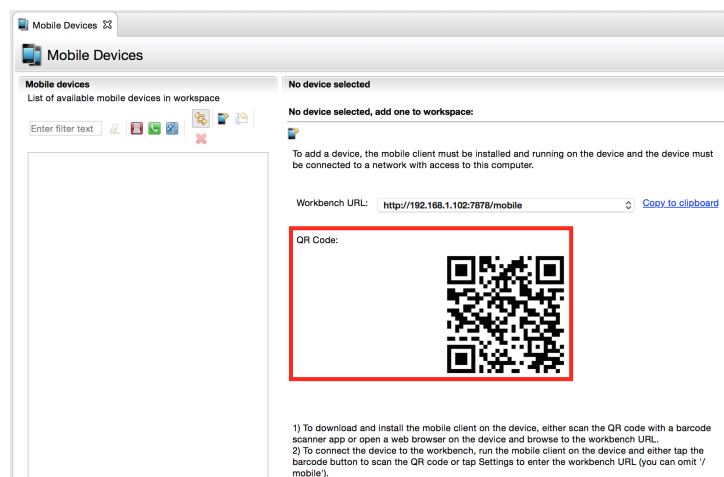 Mobile Devices
Mobile Devices
Mobile devices
List of available mobile devices in workspace
Enter filter text
No device selected
No device selected, add one to workspace:
To add a device, the mobile client must be installed and running on the device and the device must
be connected to a network with access to this computer.
Workbench URL:
http://192.168.1.102:7878/mobile
Copy to clipboard
QR Code:
1) To download and install the mobile client on the device, either scan the QR code with a barcode
scanner app or open a web browser on the device and browse to the workbench URL.
2) To connect the device to the workbench, run the mobile client on the device and either tap the
barcode button to scan the QR code or tap Settings to enter the workbench URL (you can omit '/
mobile').